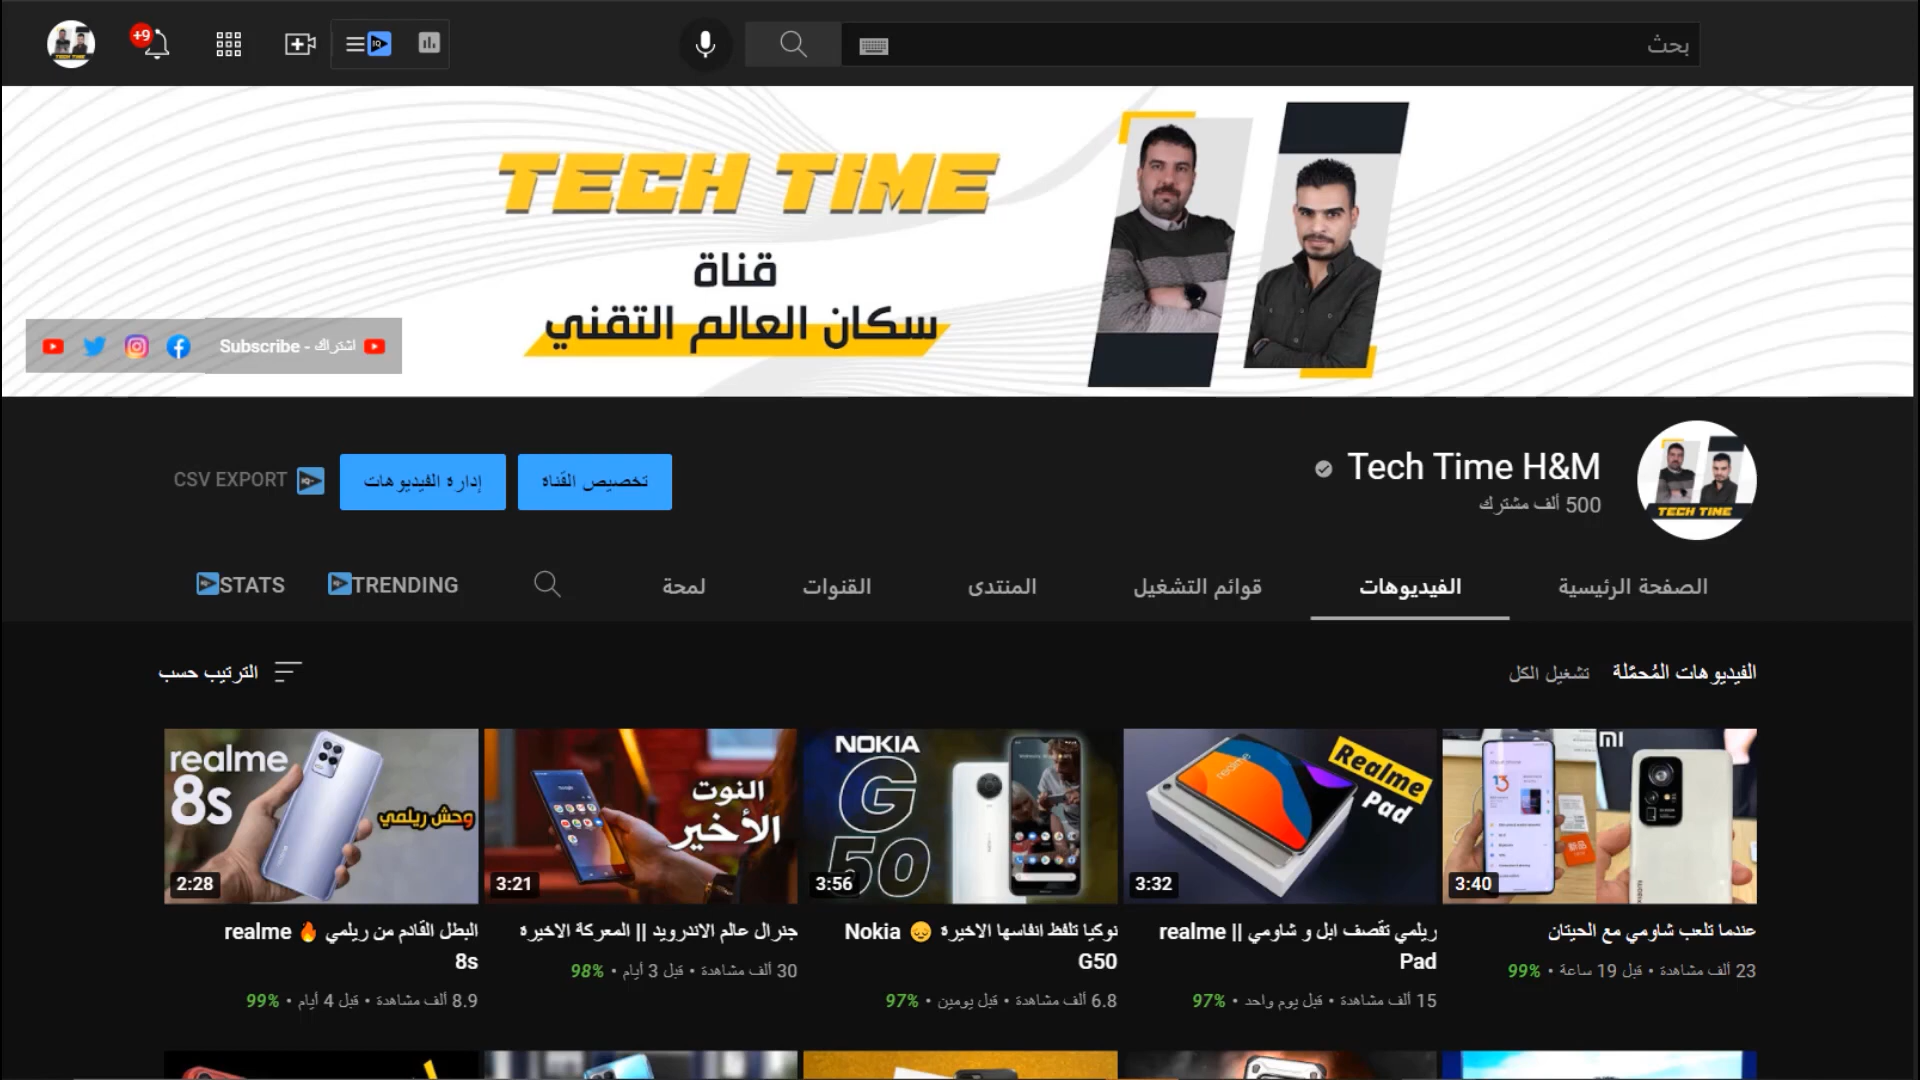 بحث
+9
TECH TIME
قناة
سكان العالم التقني
Subscribe - اشتراك
Tech Time H&M
500 ألف مشترك
TECH TIME
تخصيص القناة
إدارة الفيديوهات
CSV EXPORT
الصفحة الرئيسية
الفيديوهات
قوائم التشغيل
المنتدى
القنوات
لمحة
TRENDING
STATS
الفيديوهات المُحمّلة
تشغيل الكل
الترتيب حسب
MI
13
3:40
عندما تلعب شاومي مع الحيتان
23 ألف مشاهدة • قبل 19 ساعة • 99%
Realme
Pad
realme
3:32
ريلمي تقصف ابل و شاومي || realme
Pad
15 ألف مشاهدة • قبل يوم واحد • 97%
NOKIA
G
50
3:56
نوكيا تلفظ انفاسها الاخيرة 😔 Nokia
G50
6.8 ألف مشاهدة • قبل يومين • 97%
النوت
الأخير
3:21
جنرال عالم الاندرويد || المعركة الاخيرة
30 ألف مشاهدة • قبل 3 أيام • 98%
realme
8s
وحش ريلمي
2:28
البطل القادم من ريلمي 🔥 realme
8s
8.9 ألف مشاهدة • قبل 4 أيام • 99%